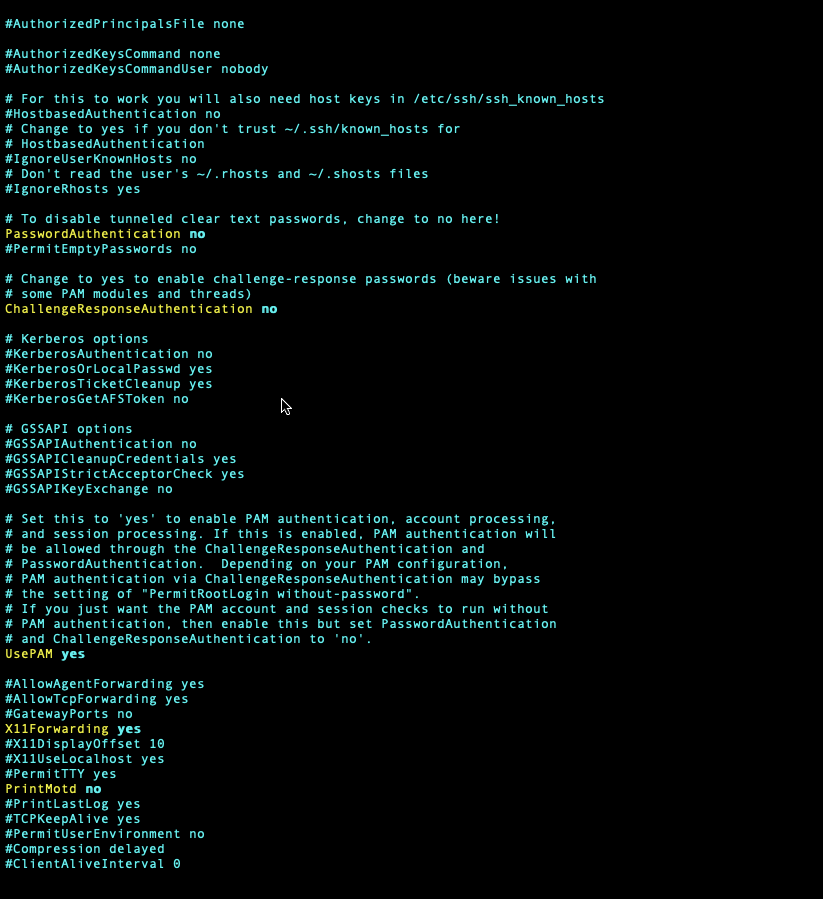 #AuthorizedPrincipalsFile none
#AuthorizedKeysCommand none
#AuthorizedKeysCommandUser nobody
# For this to work you will also need host keys in /etc/ssh/ssh_known_hosts
#HostbasedAuthentication no
# Change to yes if you don't trust ~/.ssh/known_hosts for
# HostbasedAuthentication
#IgnoreUserKnownHosts no
# Don't read the user's ~/.rhosts and ~/.shosts files
#IgnoreRhosts yes
# To disable tunneled clear text passwords, change to no here!
PasswordAuthentication no
#PermitEmptyPasswords no
# Change to yes to enable challenge-response passwords (beware issues with
# some PAM modules and threads)
ChallengeResponseAuthentication no
# Kerberos options
#KerberosAuthentication no
#KerberosOrLocalPasswd yes
#KerberosTicketCleanup yes
#KerberosGetAFSToken no
# GSSAPI options
#GSSAPIAuthentication no
#GSSAPICleanupCredentials yes
#GSSAPIStrictAcceptorCheck yes
#GSSAPIKeyExchange no
# Set this to 'yes' to enable PAM authentication, account processing,
# and session processing. If this is enabled, PAM authentication will
# be allowed through the ChallengeResponseAuthentication and
# PasswordAuthentication.  Depending on your PAM configuration,
# PAM authentication via ChallengeResponseAuthentication may bypass
# the setting of "PermitRootLogin without-password".
# If you just want the PAM account and session checks to run without
# PAM authentication, then enable this but set PasswordAuthentication
# and ChallengeResponseAuthentication to 'no'.
UsePAM yes
#AllowAgentForwarding yes
#AllowTcpForwarding yes
#GatewayPorts no
X11Forwarding yes
#X11DisplayOffset 10
#X11UseLocalhost yes
#PermitTTY yes
PrintMotd no
#PrintLastLog yes
#TCPKeepAlive yes
#PermitUserEnvironment no
#Compression delayed
#ClientAliveInterval 0